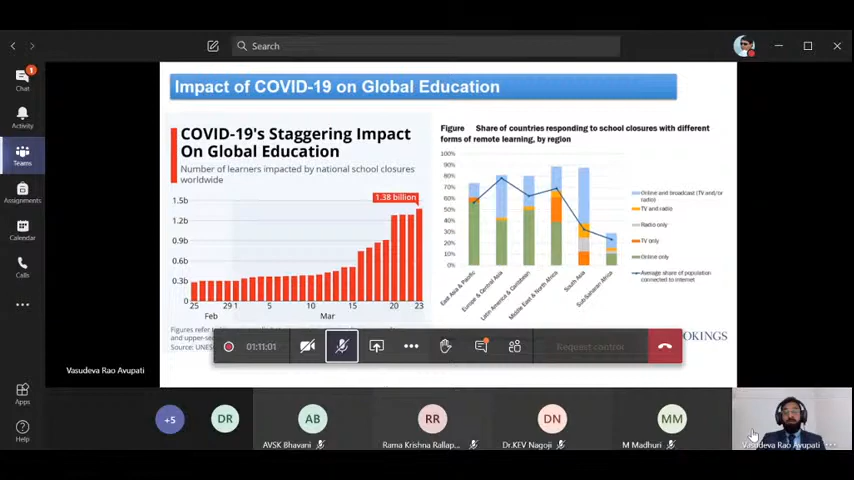 Search
Chat
1
Activity
Teams
Assignments
Calendar
Calls
Apps
Help
Impact of COVID-19 on Global Education
COVID-19's Staggering Impact
On Global Education
Number of learners impacted by national school closures
worldwide
1.38 billion
1.5b
1.2b
0.9b
0.6b
0.3b
0
25 29 1 5 10 15 20 23
Feb Mar
Figures refer
and upper-se
Source: UNES
Figure Share of countries responding to school closures with different
forms of remote learning, by region
100%
90%
80%
70%
60%
50%
40%
30%
20%
10%
0%
East Asia & Pacific
Europe & Central Asia
Latin America & Caribbean
Middle East & North Africa
South Asia
Sub-Saharan Africa
Online and broadcast (TV and/or
radio)
TV and radio
Radio only
TV only
Online only
Average share of population
connected to internet
OKINGS
01:11:01
Request control
Vasudeva Rao Avupati
+5
DR
AB
RR
DN
MM
AVSK Bhavani
Rama Krishna Rallap...
Dr.KEV Nagoji
M Madhuri
Vasudeva Rao Avupati